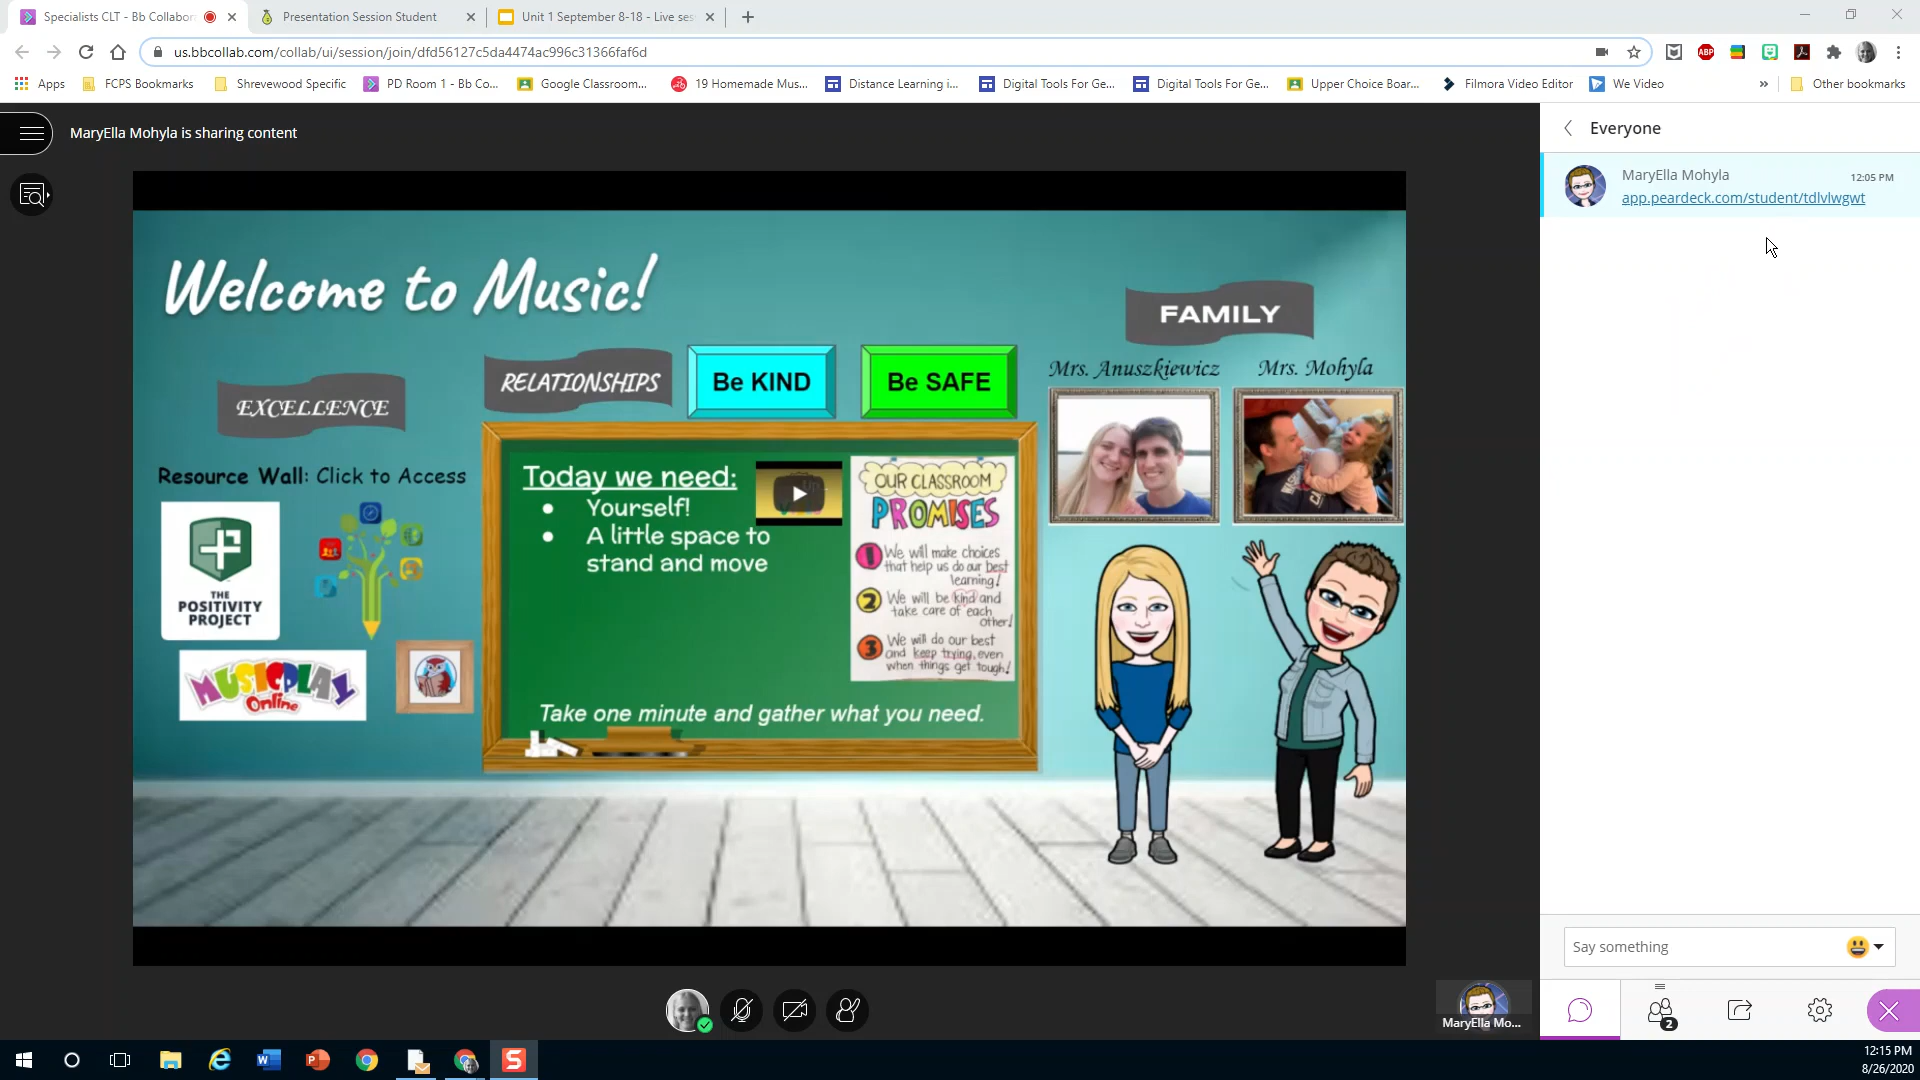 Specialists CLT - Bb Collabor
Presentation Session Student
Unit 1 September 8-18 - Live ses
us.bbcollab.com/collab/ui/session/join/dfd56127c5da4474ac996c31366faf6d
ABP
Apps
FCPS Bookmarks
Shrevewood Specific
PD Room 1 - Bb Co...
Google Classroom...
19 Homemade Mus...
Distance Learning i...
Digital Tools For Ge...
Digital Tools For Ge...
Upper Choice Boar...
Filmora Video Editor
We Video
»
Other bookmarks
MaryElla Mohyla is sharing content
Everyone
MaryElla Mohyla
12:05 PM
app.peardeck.com/student/tdlvlwgwt
Welcome to Music!
FAMILY
Mrs. Anuszkiewicz
Mrs. Mohyla
EXCELLENCE
RELATIONSHIPS
Be KIND
Be SAFE
Resource Wall: Click to Access
THE
POSITIVITY
PROJECT
MUSICPLAY
Online
Today we need:
● Yourself!
● A little space to
stand and move
OUR CLASSROOM
PROMISES
1 We will make choices
that help us do our best
learning!
2 We will be kind and
take care of each
other!
3 We will do our best
and keep trying, even
when things get tough!
Take one minute and gather what you need.
Say something
MaryElla Mo...
2
12:15 PM
8/26/2020